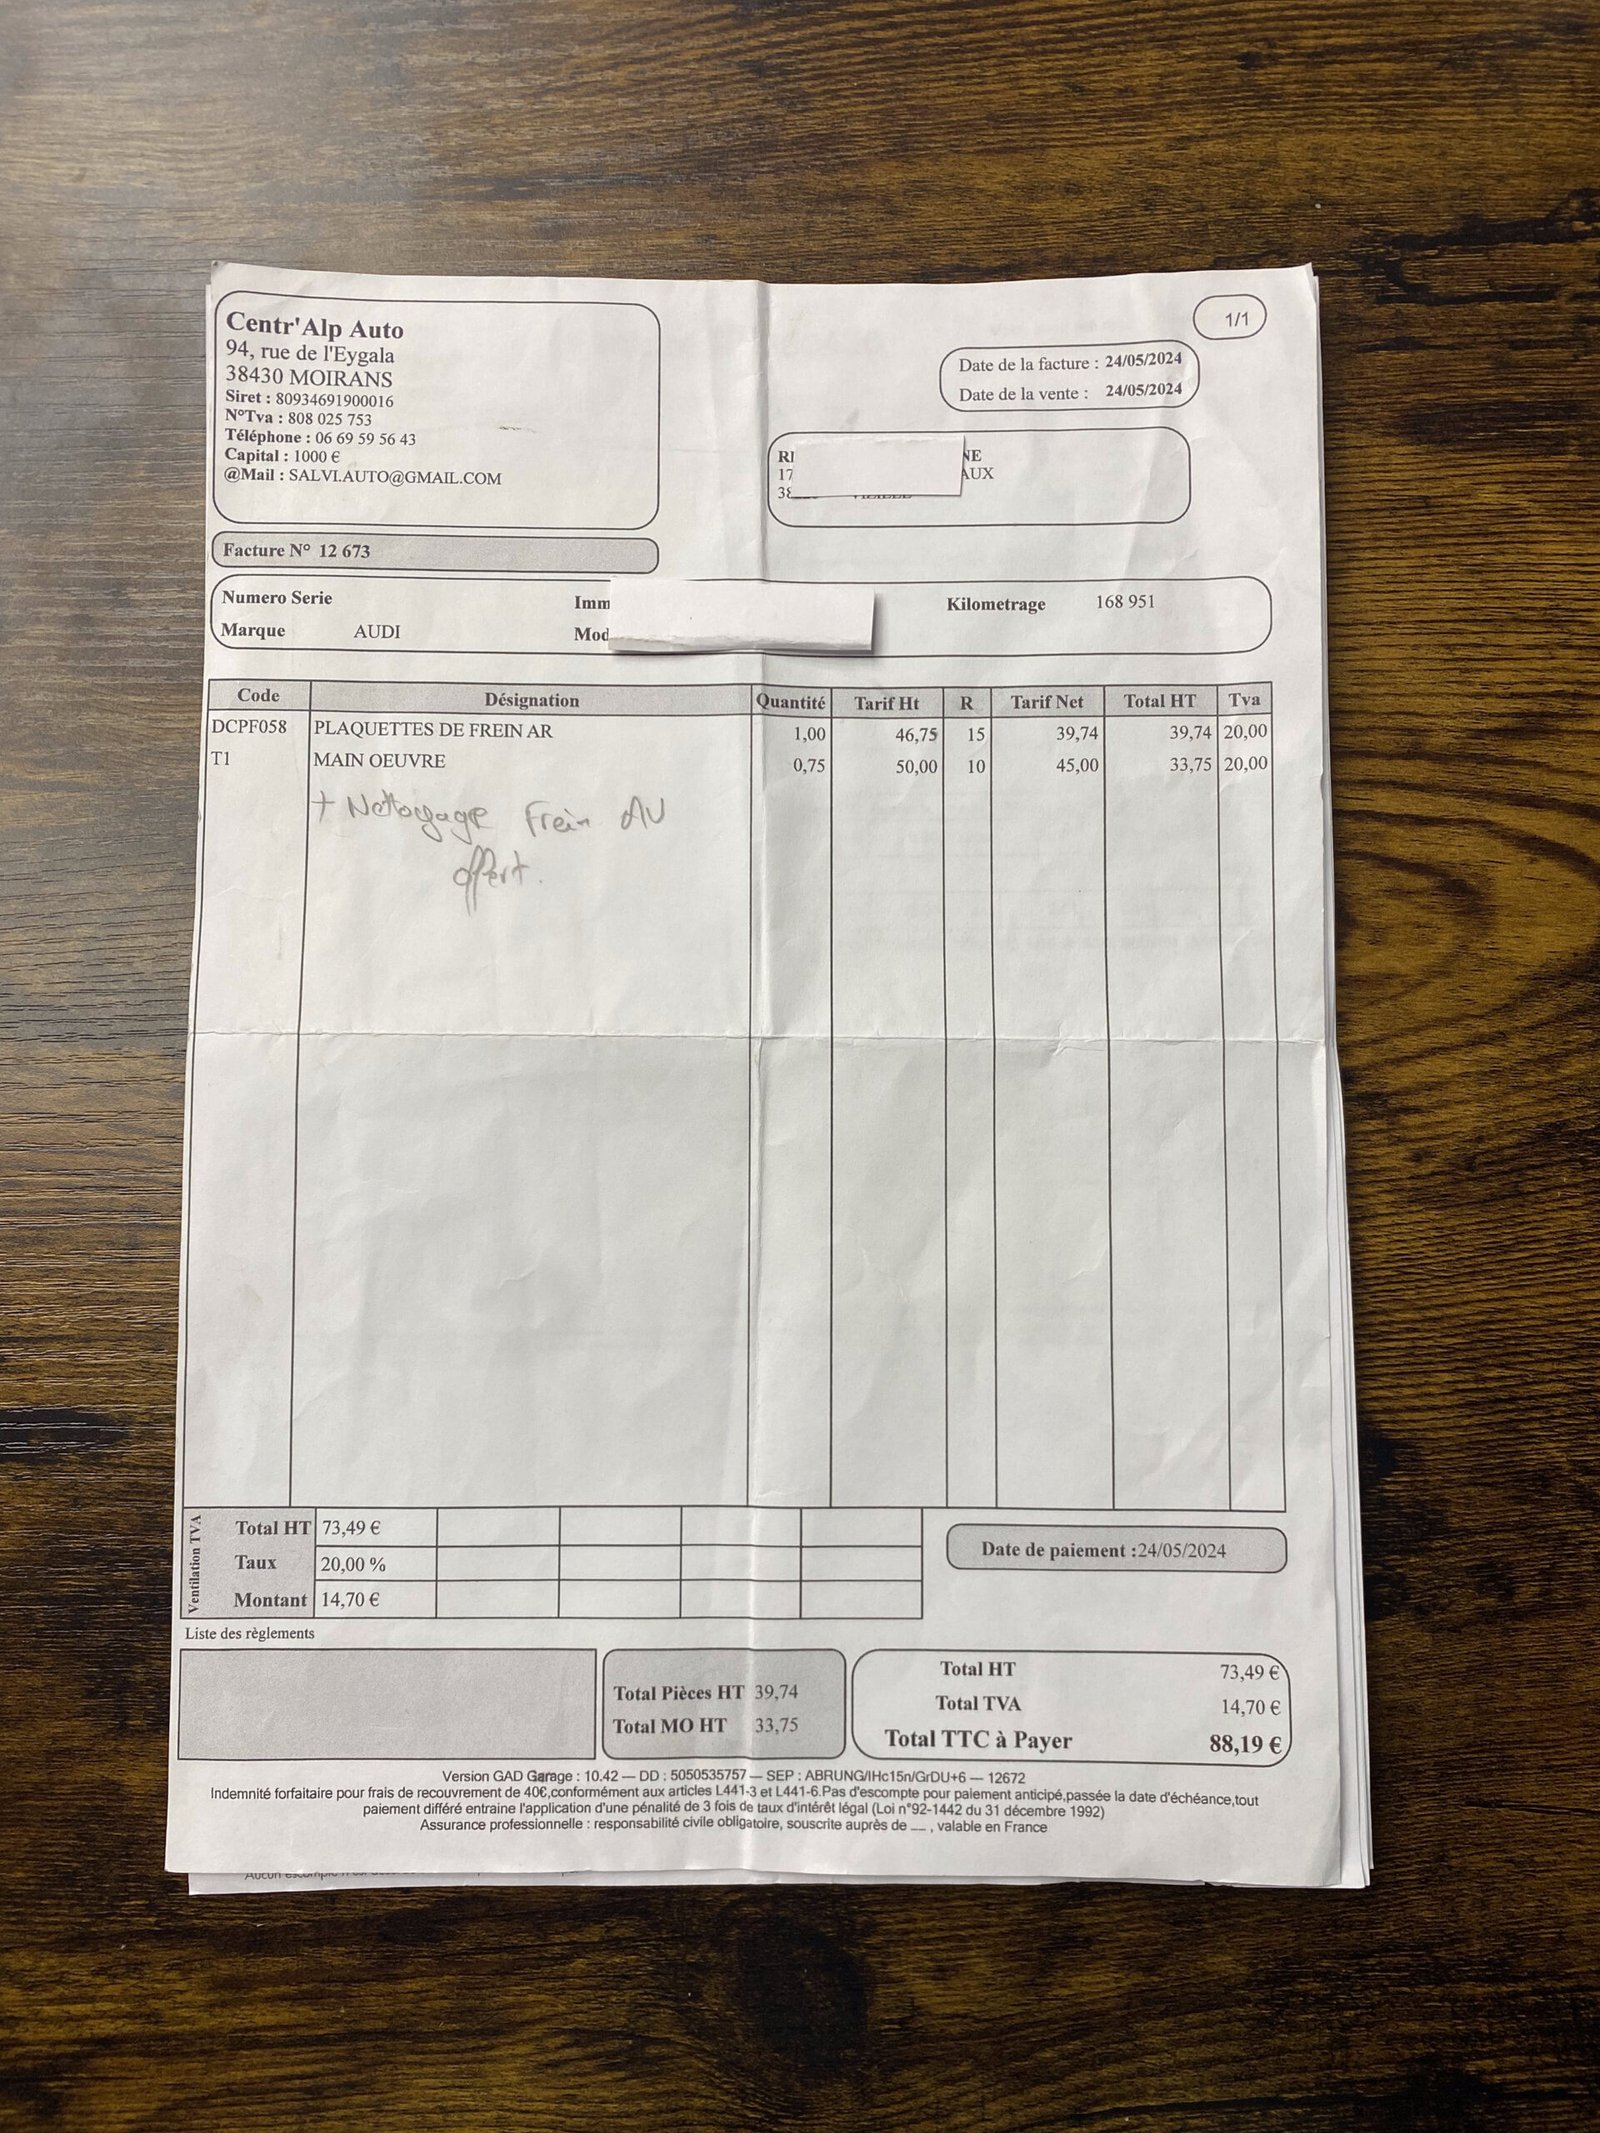 Centr'Alp Auto
94, rue de l'Eygala
38430 MOIRANS
Siret : 80934691900016
N°Tva : 808 025 753
Téléphone : 06 69 59 56 43
Capital : 1000 €
@Mail : SALVI.AUTO@GMAIL.COM
1/1
Date de la facture : 24/05/2024
Date de la vente : 24/05/2024
NE
17 AUX
Facture N° 12 673
Numero Serie Imm Kilometrage 168 951
Marque AUDI Mod
Code Désignation Quantité Tarif Ht R Tarif Net Total HT Tva
DCPF058 PLAQUETTES DE FREIN AR 1,00 46,75 15 39,74 39,74 20,00
T1 MAIN OEUVRE 0,75 50,00 10 45,00 33,75 20,00
+ Nettoyage Frein AV
offert.
Ventilation TVA
Total HT 73,49 €
Taux 20,00 %
Montant 14,70 €
Date de paiement :24/05/2024
Liste des règlements
Total Pièces HT 39,74
Total MO HT 33,75
Total HT 73,49 €
Total TVA 14,70 €
Total TTC à Payer 88,19 €
Version GAD Garage : 10.42 — DD : 5050535757 — SEP : ABRUNG/IHc15n/GrDU+6 — 12672
Indemnité forfaitaire pour frais de recouvrement de 40€,conformément aux articles L441-3 et L441-6.Pas d'escompte pour paiement anticipé,passée la date d'échéance,tout
paiement différé entraine l'application d'une pénalité de 3 fois de taux d'intérêt légal (Loi n°92-1442 du 31 décembre 1992)
Assurance professionnelle : responsabilité civile obligatoire, souscrite auprès de __ , valable en France